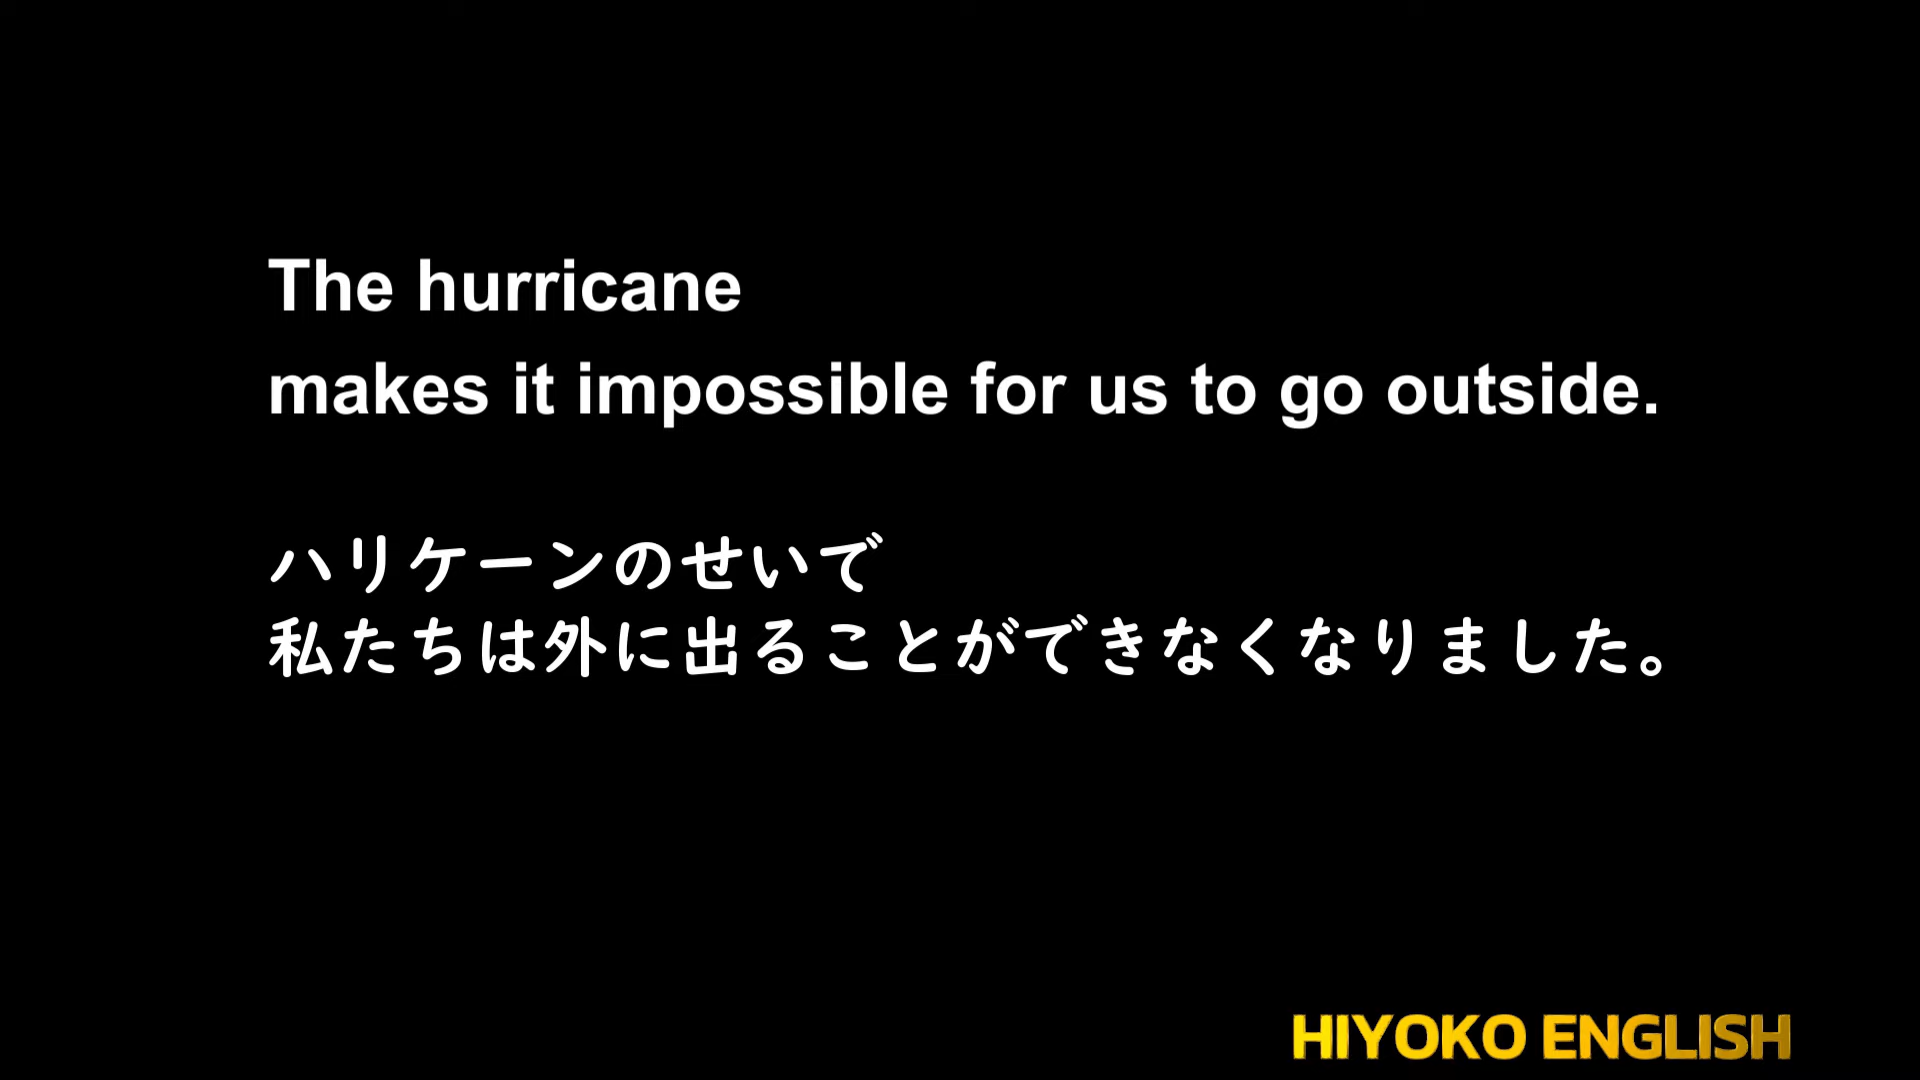 The hurricane
makes it impossible for us to go outside.
ハリケーンのせいで
私たちは外に出ることができなくなりました。
HIYOKO ENGLISH